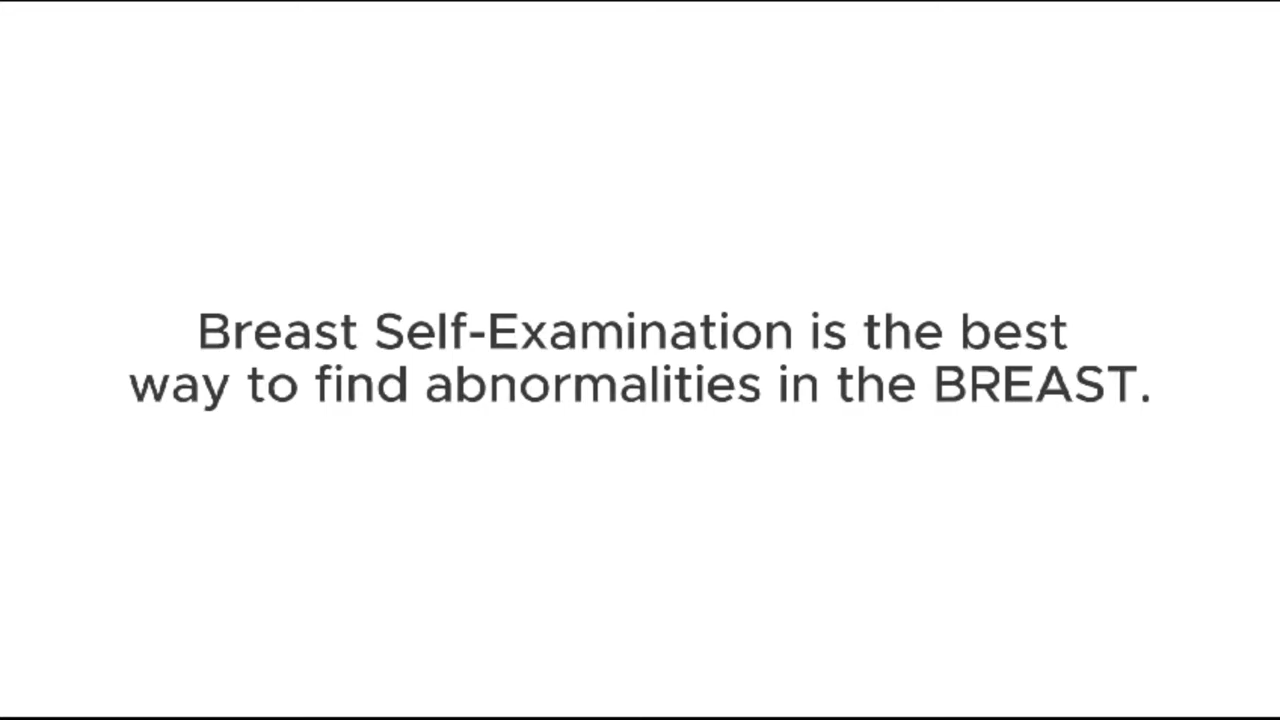 Breast Self-Examination is the best
way to find abnormalities in the BREAST.